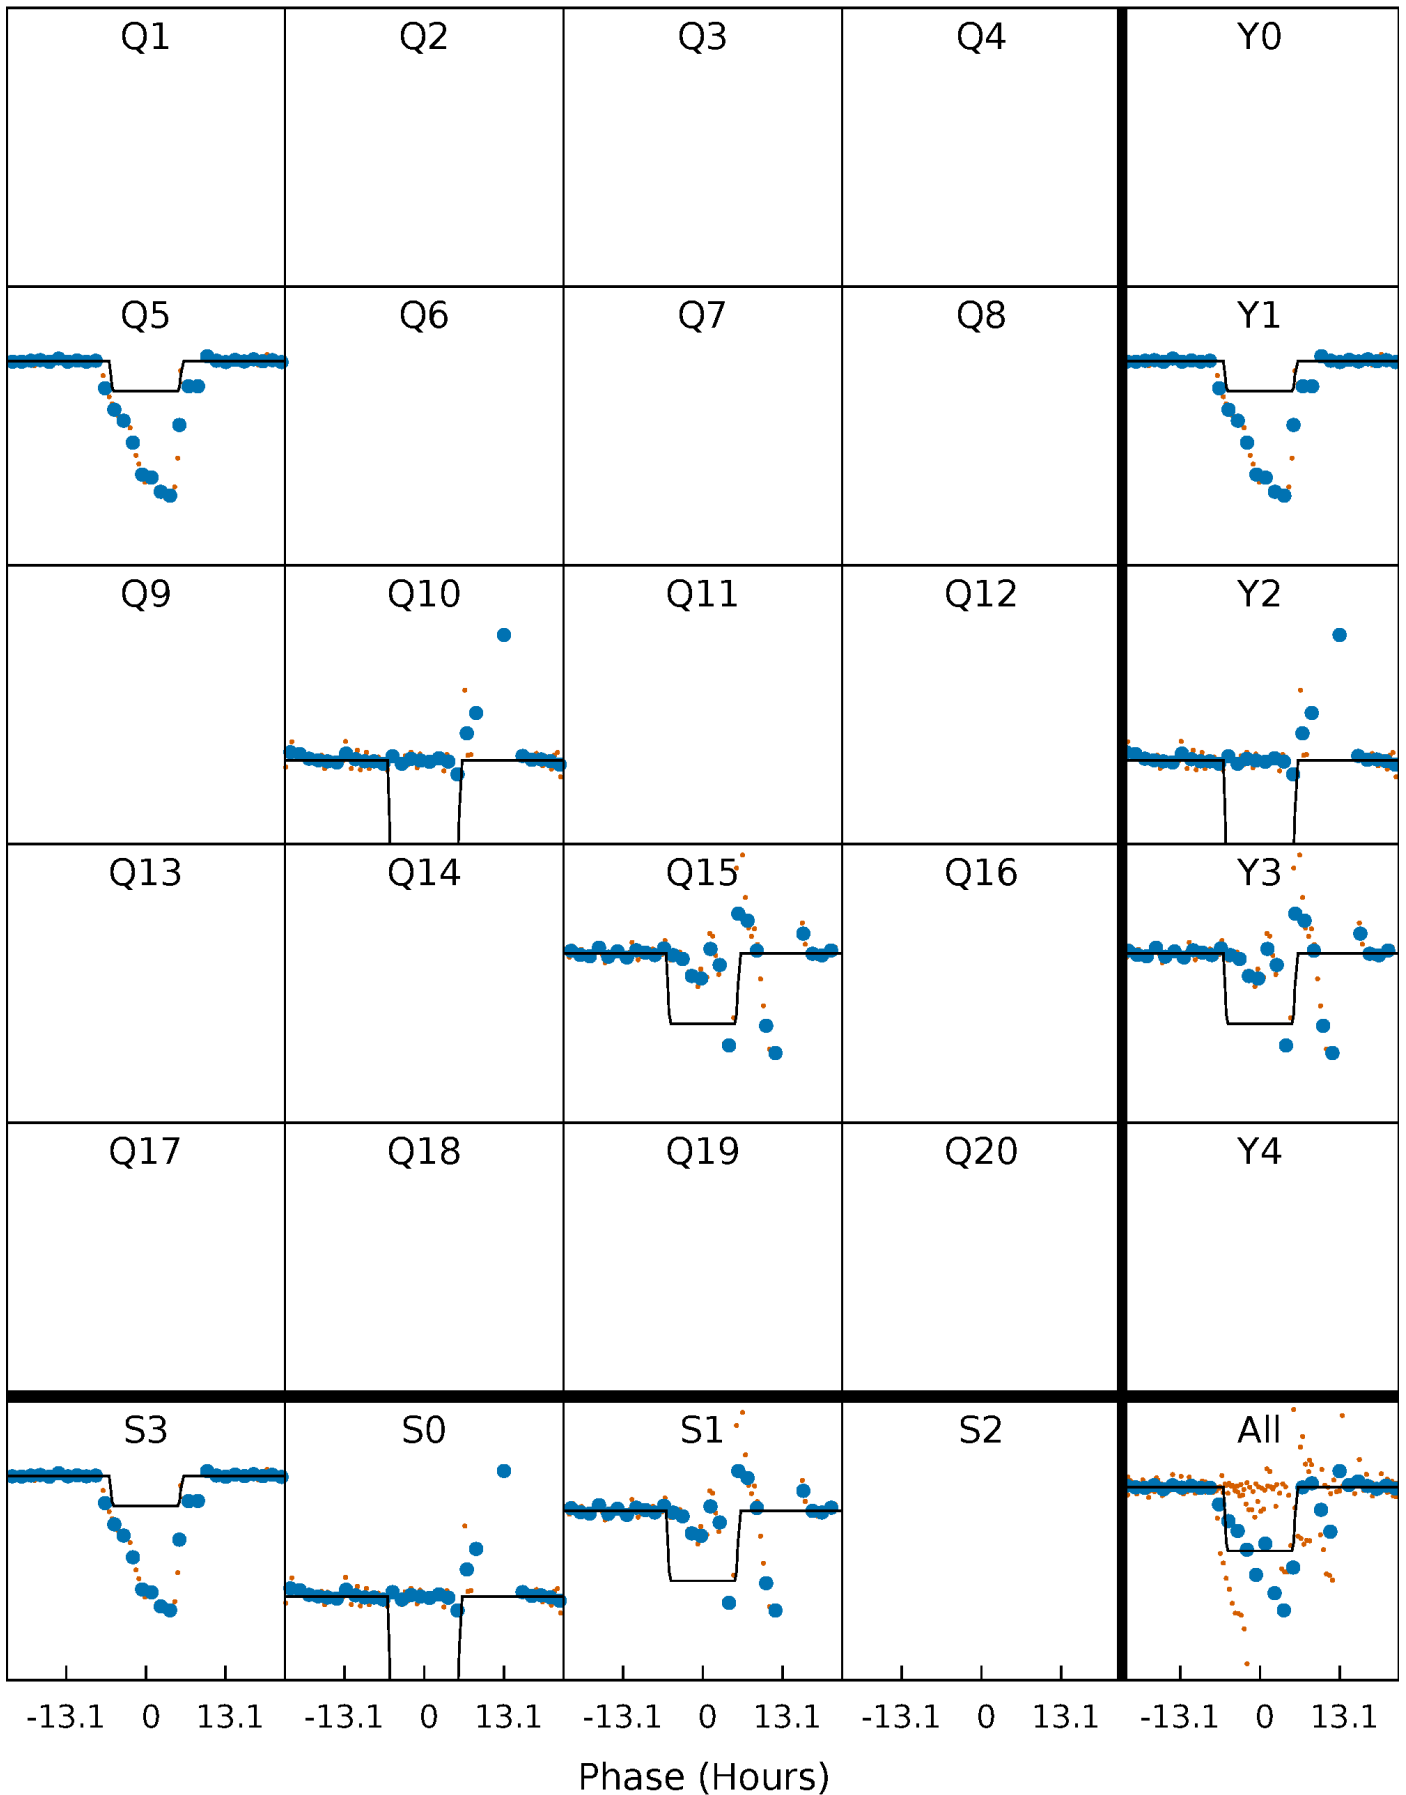 Q1 Q2 Q3 Q4 Y0
Q5 Q6 Q7 Q8 Y1
Q9 Q10 Q11 Q12 Y2
Q13 Q14 Q15 Q16 Y3
Q17 Q18 Q19 Q20 Y4
S3 S0 S1 S2 All
-13.1 0 13.1 -13.1 0 13.1 -13.1 0 13.1 -13.1 0 13.1 -13.1 0 13.1
Phase (Hours)